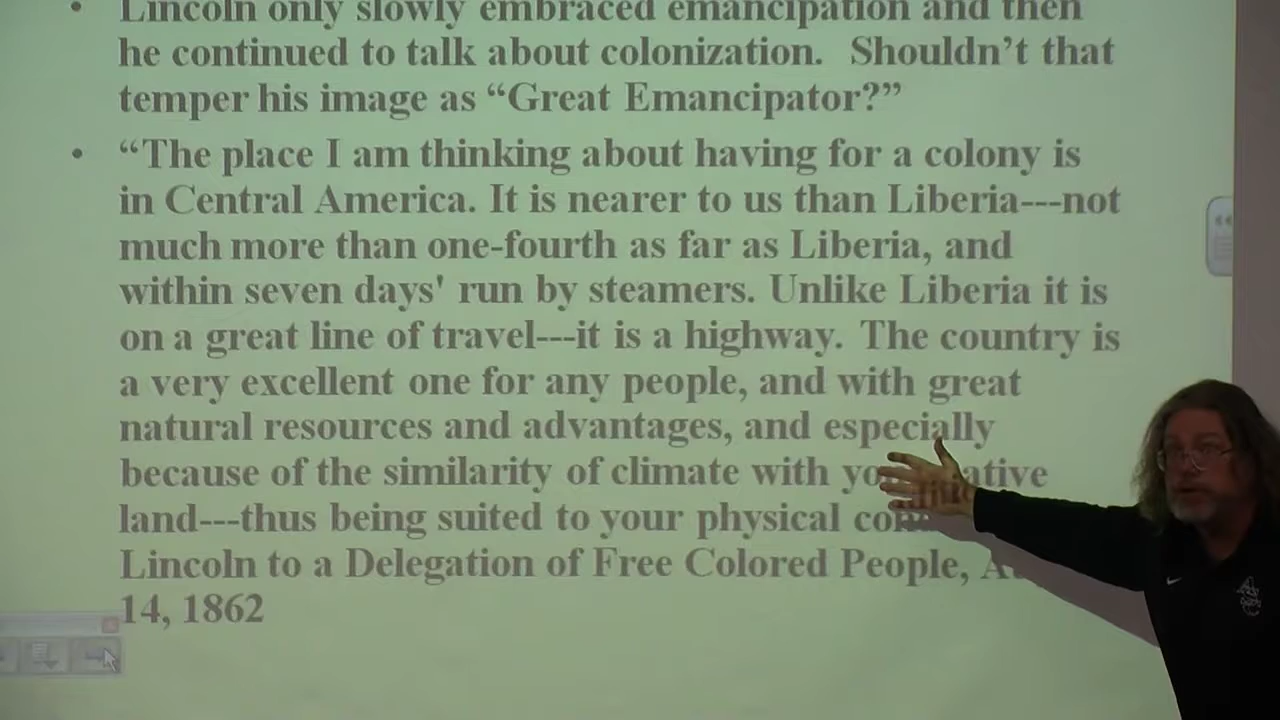 Lincoln only slowly embraced emancipation and then
he continued to talk about colonization. Shouldn't that
temper his image as “Great Emancipator?”
“The place I am thinking about having for a colony is
in Central America. It is nearer to us than Liberia---not
much more than one-fourth as far as Liberia, and
within seven days' run by steamers. Unlike Liberia it is
on a great line of travel---it is a highway. The country is
a very excellent one for any people, and with great
natural resources and advantages, and especially
because of the similarity of climate with
land---thus being suited to your physical
Lincoln to a Delegation of Free Colored People,
14, 1862